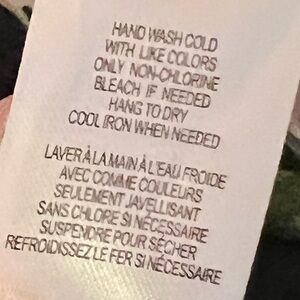 HAND WASH COLD
WITH LIKE COLORS
ONLY NON-CHLORINE
BLEACH IF NEEDED
HANG TO DRY
COOL IRON WHEN NEEDED
LAVER À LA MAIN À L'EAU FROIDE
AVEC COMME COULEURS
SEULEMENT JAVELLISANT
SANS CHLORE SI NÉCESSAIRE
SUSPENDRE POUR SÉCHER
REFROIDISSEZ LE FER SI NÉCESSAIRE